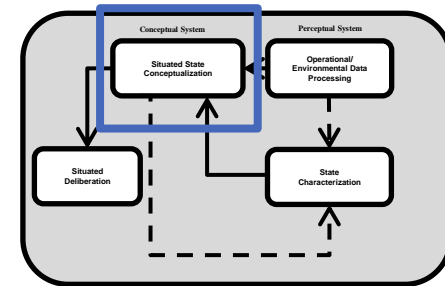 Conceptual System
Perceptual System
Situated State
Conceptualization
Operational/
Environmental Data
Processing
Situated
Deliberation
State
Characterization